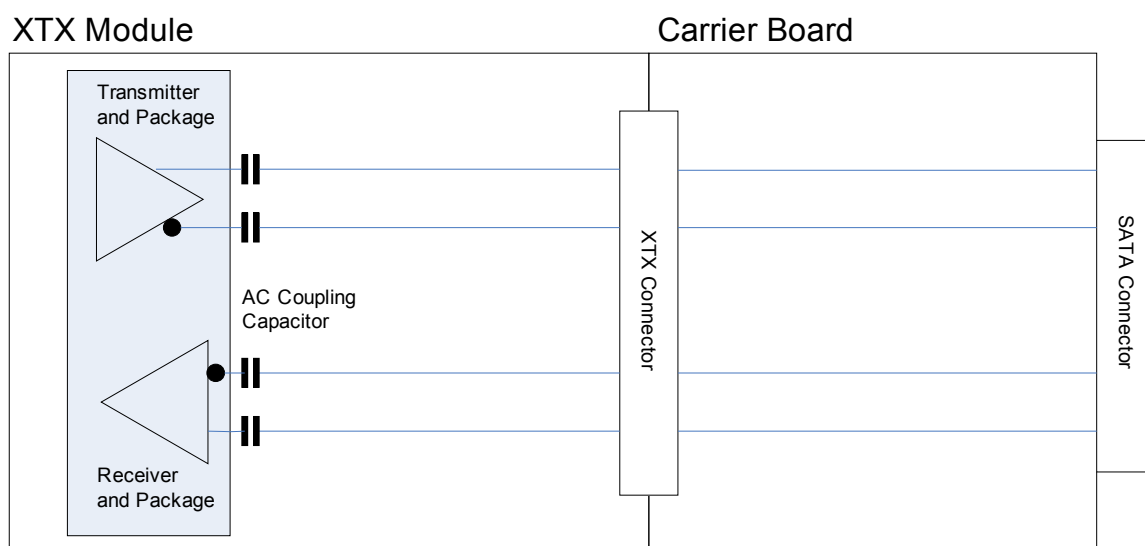 XTX Module
Carrier Board
Transmitter
and Package
AC Coupling
Capacitor
XTX Connector
SATA Connector
Receiver
and Package